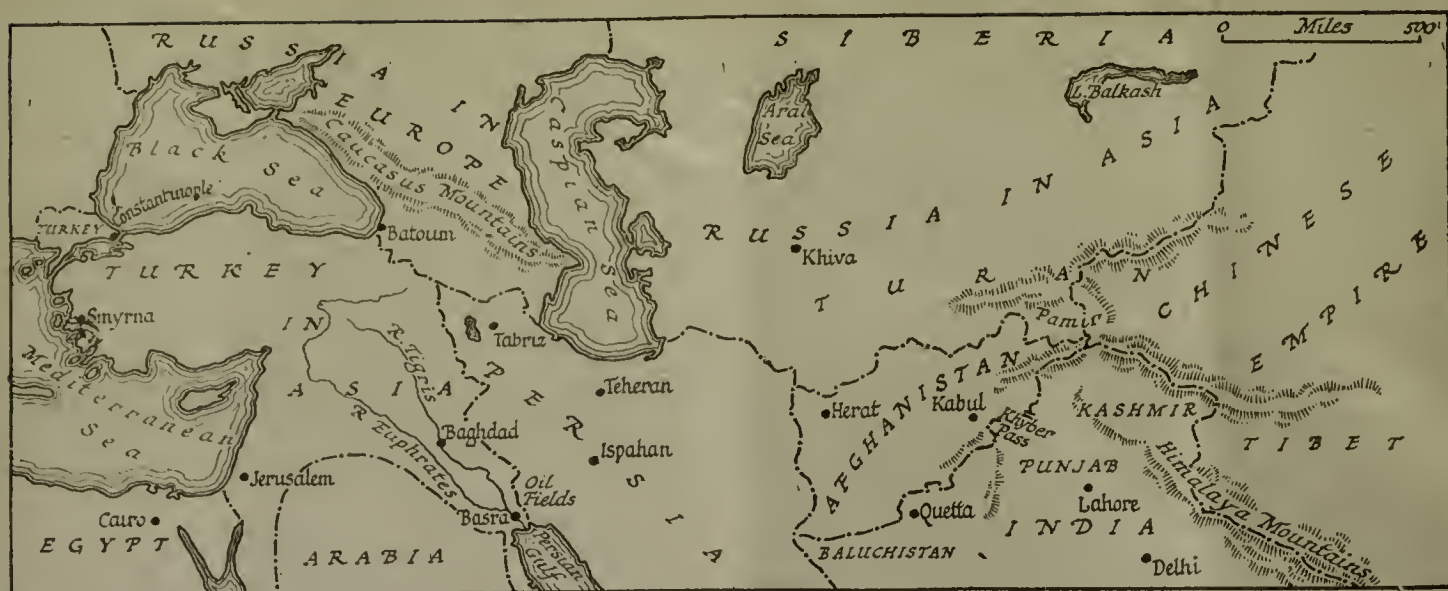 RUSSIA IN EUROPE
SIBERIA
0 Miles 500
Caspian Sea
Aral Sea
L. Balkash
Black Sea
Caucasus Mountains
RUSSIA IN ASIA
CHINESE EMPIRE
Constantinople
TURKEY
Batoum
Khiva
TURKEY IN ASIA
TURAN
Pamir
Smyrna
Tabriz
R. Tigris
PERSIA
Mediterranean Sea
Teheran
AFGHANISTAN
Herat
Kabul
Khyber Pass
KASHMIR
TIBET
Baghdad
R. Euphrates
Ispahan
Jerusalem
Oil Fields
PUNJAB
Lahore
Himalaya Mountains
Cairo
Basra
Quetta
INDIA
EGYPT
ARABIA
Persian Gulf
BALUCHISTAN
Delhi